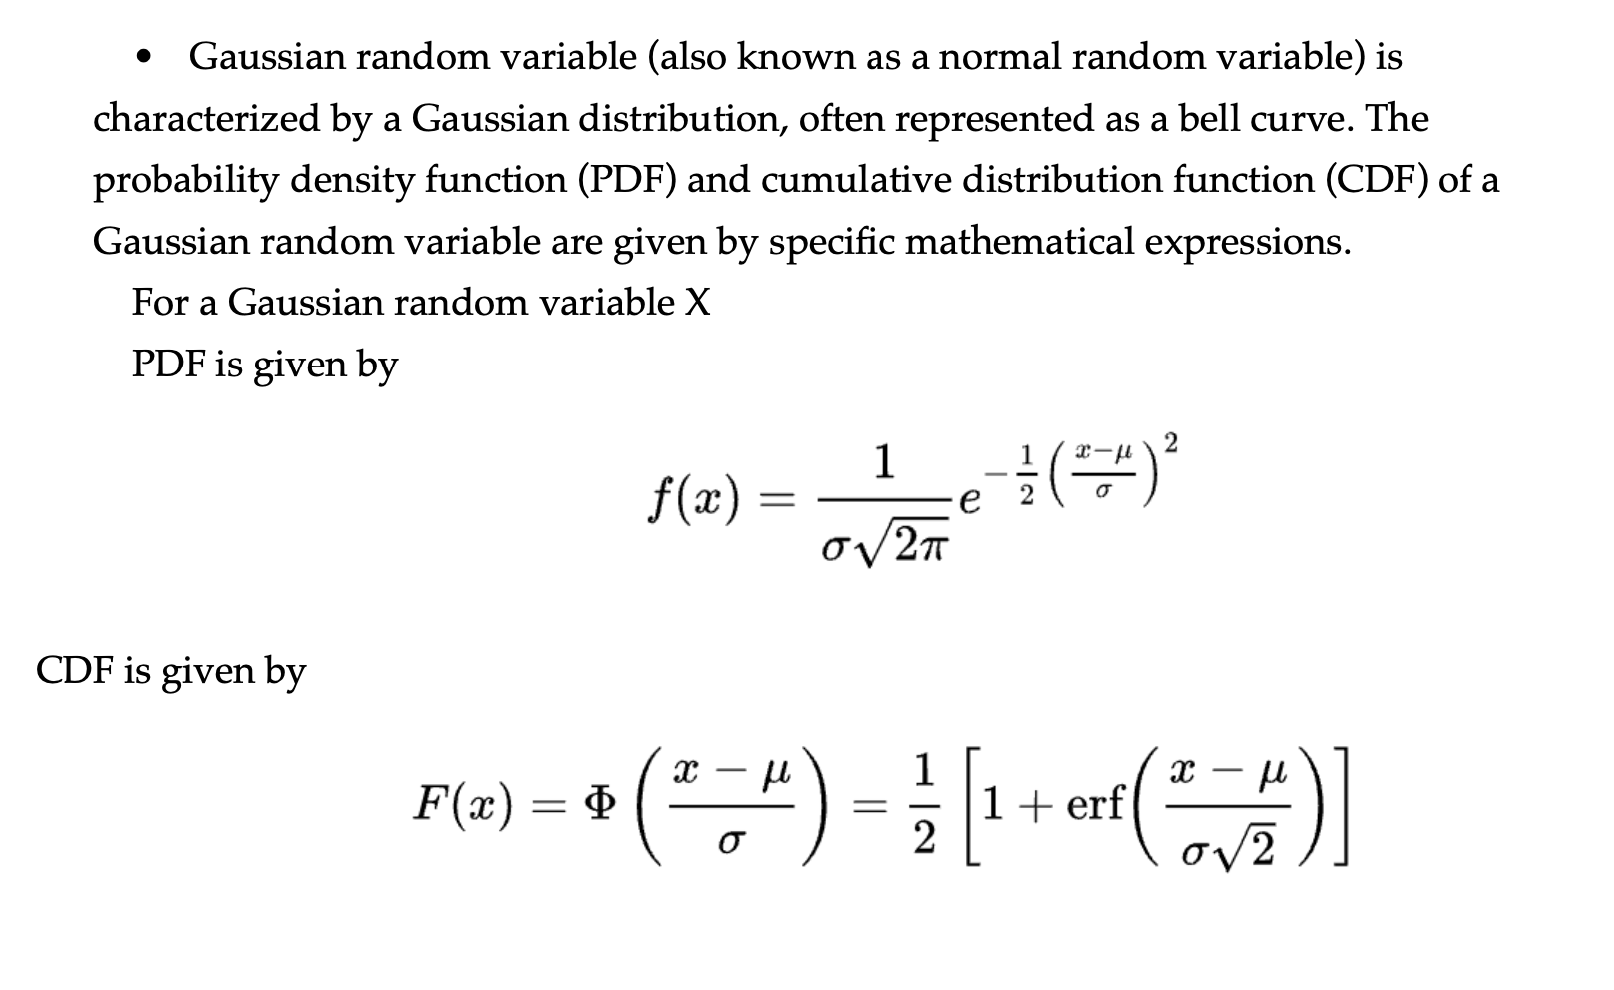 • Gaussian random variable (also known as a normal random variable) is
characterized by a Gaussian distribution, often represented as a bell curve. The
probability density function (PDF) and cumulative distribution function (CDF) of a
Gaussian random variable are given by specific mathematical expressions.
For a Gaussian random variable X
PDF is given by
f(x) = \frac{1}{\sigma\sqrt{2\pi}} e^{-\frac{1}{2}\left(\frac{x-\mu}{\sigma}\right)^2}
CDF is given by
F(x) = \Phi\left(\frac{x-\mu}{\sigma}\right) = \frac{1}{2}\left[1 + \operatorname{erf}\left(\frac{x-\mu}{\sigma\sqrt{2}}\right)\right]